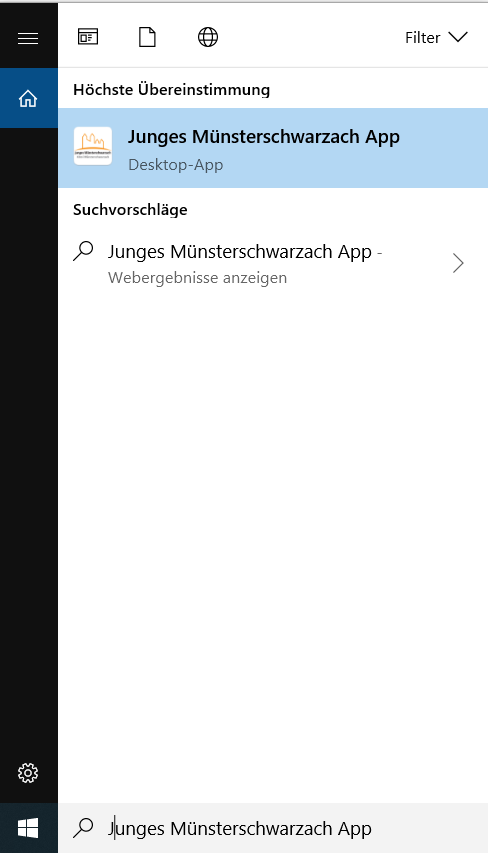 Filter
Höchste Übereinstimmung
Junges Münsterschwarzach App
Desktop-App
Suchvorschläge
Junges Münsterschwarzach App -
Webergebnisse anzeigen
Junges Münsterschwarzach App